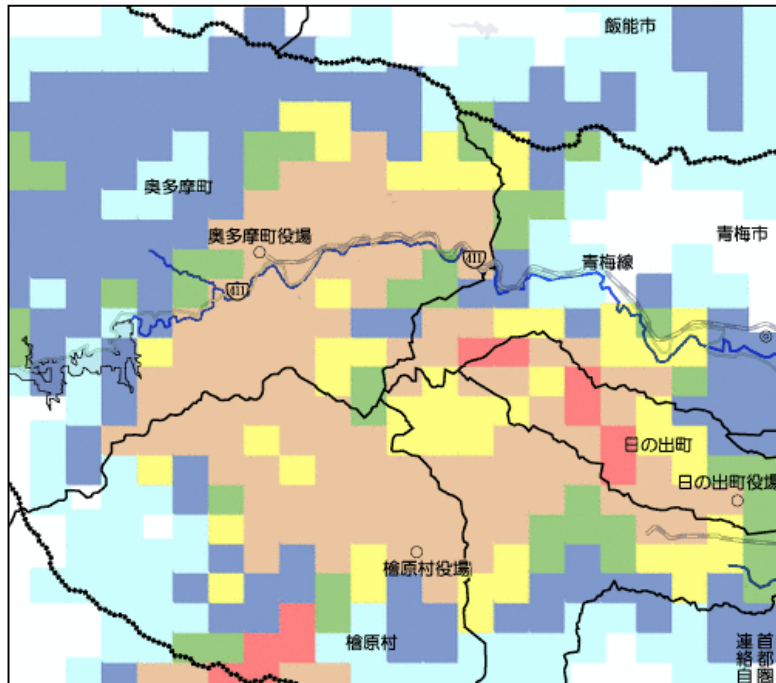 飯能市
奥多摩町
青梅市
奥多摩町役場
411
青梅線
411
日の出町
日の出町役場
檜原村役場
檜原村
首都圏
連絡自